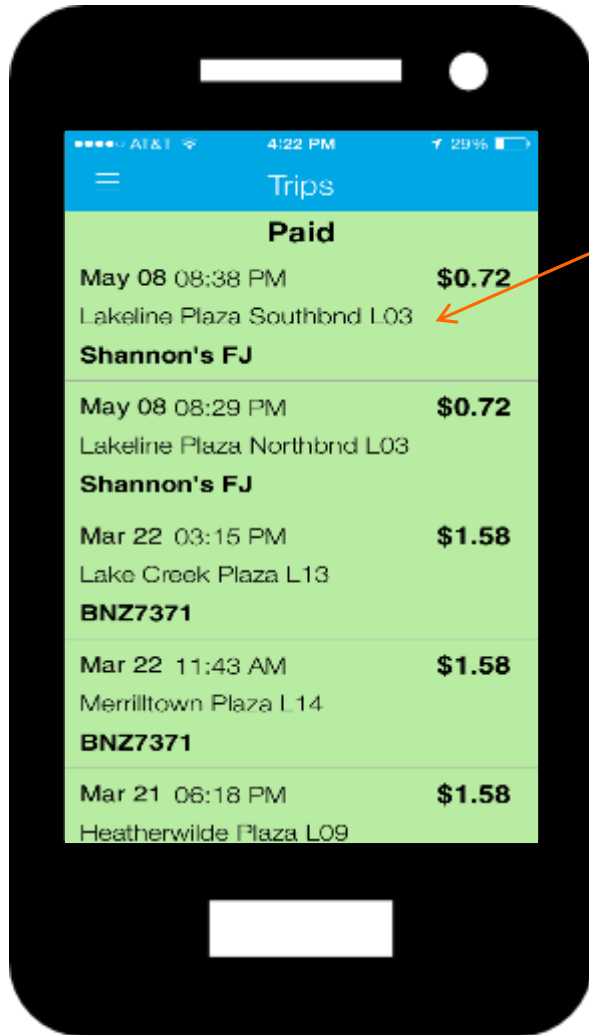 AT&T 4:22 PM 29%
Trips
Paid
May 08 08:38 PM $0.72
Lakeline Plaza Southbnd L03
Shannon's FJ
May 08 08:29 PM $0.72
Lakeline Plaza Northbnd L03
Shannon's FJ
Mar 22 03:15 PM $1.58
Lake Creek Plaza L13
BNZ7371
Mar 22 11:43 AM $1.58
Merrilltown Plaza L14
BNZ7371
Mar 21 06:18 PM $1.58
Heatherwilde Plaza L09